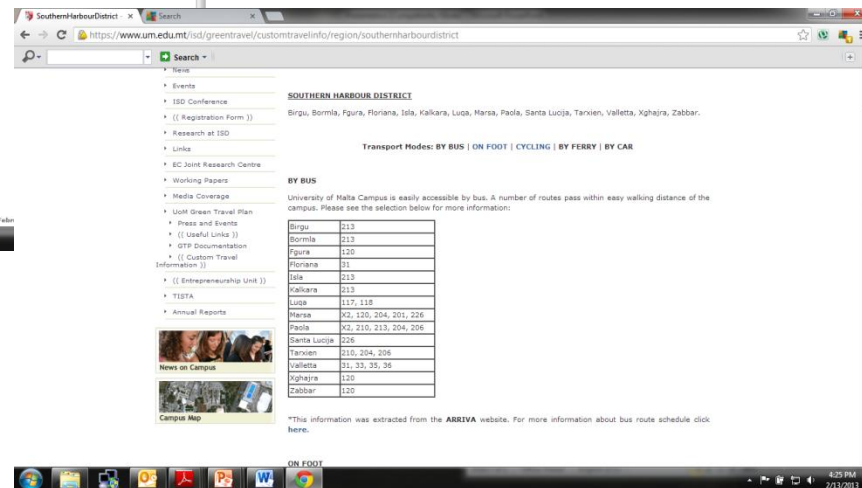 SouthernHarbourDistrict -
Search
https://www.um.edu.mt/isd/greentravel/customtravelinfo/region/southernharbourdistrict
Search
News
Events
ISD Conference
(( Registration Form ))
Research at ISD
Links
EC Joint Research Centre
Working Papers
Media Coverage
UoM Green Travel Plan
Press and Events
(( Useful Links ))
GTP Documentation
(( Custom Travel
Information ))
(( Entrepreneurship Unit ))
TISTA
Annual Reports
News on Campus
Campus Map
SOUTHERN HARBOUR DISTRICT
Birgu, Bormla, Fgura, Floriana, Isla, Kalkara, Luqa, Marsa, Paola, Santa Lucija, Tarxien, Valletta, Xghajra, Zabbar.
Transport Modes: BY BUS | ON FOOT | CYCLING | BY FERRY | BY CAR
BY BUS
University of Malta Campus is easily accessible by bus. A number of routes pass within easy walking distance of the
campus. Please see the selection below for more information:
Birgu 213
Bormla 213
Fgura 120
Floriana 31
Isla 213
Kalkara 213
Luqa 117, 118
Marsa X2, 120, 204, 201, 226
Paola X2, 210, 213, 204, 206
Santa Lucija 226
Tarxien 210, 204, 206
Valletta 31, 33, 35, 36
Xghajra 120
Zabbar 120
*This information was extracted from the ARRIVA website. For more information about bus route schedule click
here.
ON FOOT
4:25 PM
2/13/2013